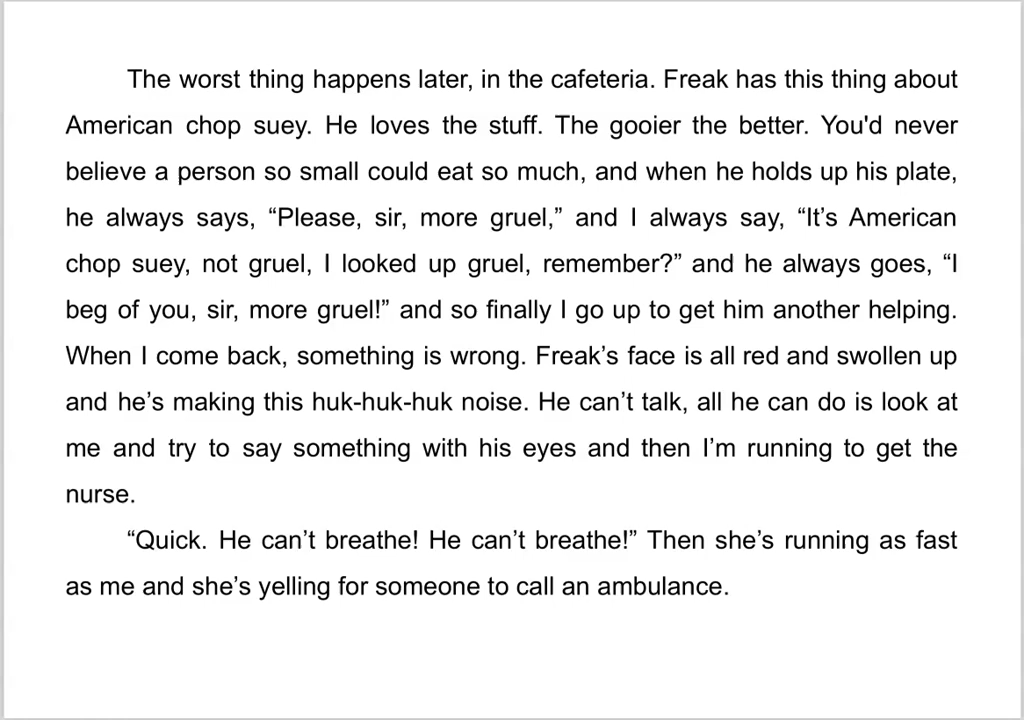 The worst thing happens later, in the cafeteria. Freak has this thing about
American chop suey. He loves the stuff. The gooier the better. You'd never
believe a person so small could eat so much, and when he holds up his plate,
he always says, “Please, sir, more gruel,” and I always say, “It’s American
chop suey, not gruel, I looked up gruel, remember?” and he always goes, “I
beg of you, sir, more gruel!” and so finally I go up to get him another helping.
When I come back, something is wrong. Freak’s face is all red and swollen up
and he’s making this huk-huk-huk noise. He can’t talk, all he can do is look at
me and try to say something with his eyes and then I’m running to get the
nurse.
“Quick. He can’t breathe! He can’t breathe!” Then she’s running as fast
as me and she’s yelling for someone to call an ambulance.